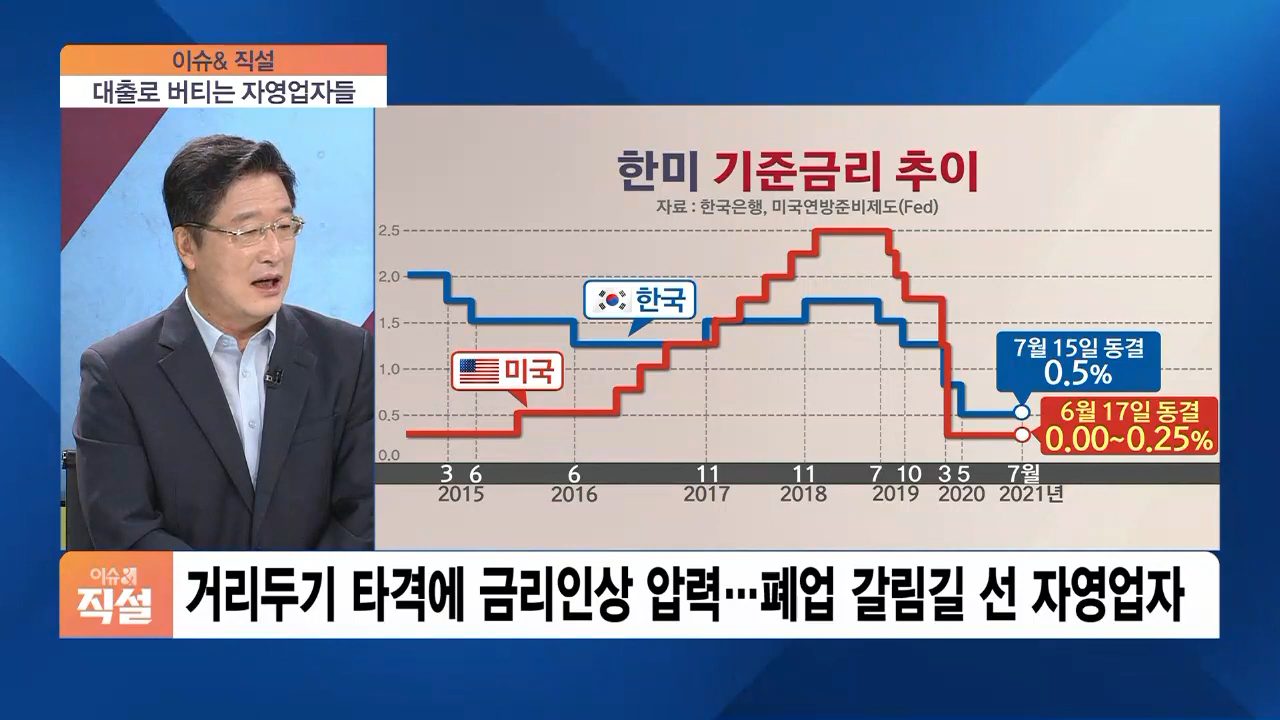 이슈& 직설
대출로 버티는 자영업자들
한미 기준금리 추이
자료 : 한국은행, 미국연방준비제도(Fed)
2.5
2.0
1.5
1.0
0.5
0.0
한국
미국
7월 15일 동결
0.5%
6월 17일 동결
0.00~0.25%
3 6 6 11 11 7 10 3 5 7월
2015 2016 2017 2018 2019 2020 2021년
이슈&
직설
거리두기 타격에 금리인상 압력…폐업 갈림길 선 자영업자